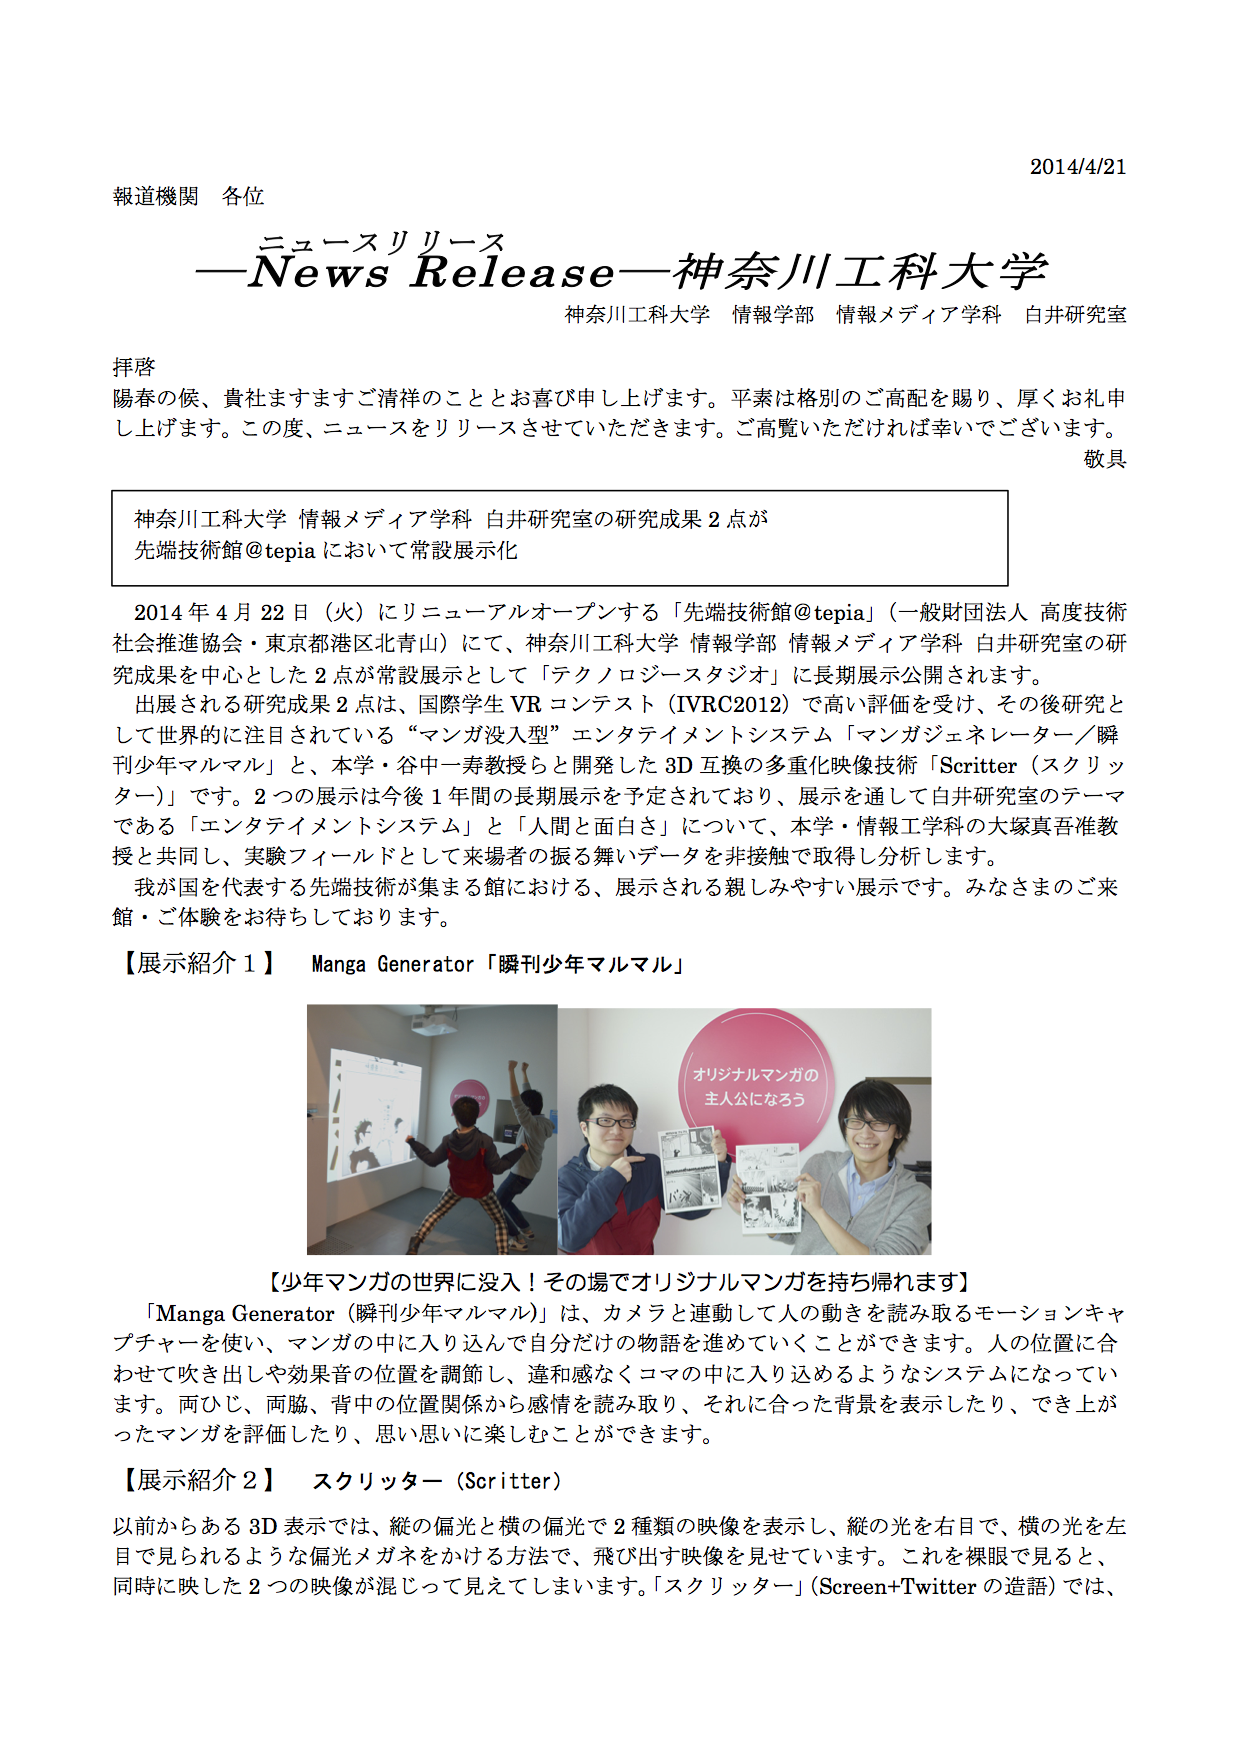 2014/4/21
報道機関　各位
ニュースリリース
―News Release―神奈川工科大学
神奈川工科大学　情報学部　情報メディア学科　白井研究室
拝啓
陽春の候、貴社ますますご清祥のこととお喜び申し上げます。平素は格別のご高配を賜り、厚くお礼申
し上げます。この度、ニュースをリリースさせていただきます。ご高覧いただければ幸いでございます。
敬具
神奈川工科大学 情報メディア学科 白井研究室の研究成果 2 点が
先端技術館@tepia において常設展示化
2014 年 4 月 22 日（火）にリニューアルオープンする「先端技術館@tepia」（一般財団法人 高度技術
社会推進協会・東京都港区北青山）にて、神奈川工科大学 情報学部 情報メディア学科 白井研究室の研
究成果を中心とした 2 点が常設展示として「テクノロジースタジオ」に長期展示公開されます。
出展される研究成果 2 点は、国際学生 VR コンテスト（IVRC2012）で高い評価を受け、その後研究と
して世界的に注目されている “マンガ没入型” エンタテイメントシステム「マンガジェネレーター／瞬
刊少年マルマル」と、本学・谷中一寿教授らと開発した 3D 互換の多重化映像技術「Scritter（スクリッ
ター）」です。2 つの展示は今後 1 年間の長期展示を予定されており、展示を通して白井研究室のテーマ
である「エンタテイメントシステム」と「人間と面白さ」について、本学・情報工学科の大塚真吾准教
授と共同し、実験フィールドとして来場者の振る舞いデータを非接触で取得し分析します。
我が国を代表する先端技術が集まる館における、展示される親しみやすい展示です。みなさまのご来
館・ご体験をお待ちしております。
【展示紹介１】　Manga Generator「瞬刊少年マルマル」
オリジナルマンガの
主人公になろう
【少年マンガの世界に没入！その場でオリジナルマンガを持ち帰れます】
「Manga Generator（瞬刊少年マルマル）」は、カメラと連動して人の動きを読み取るモーションキャ
プチャーを使い、マンガの中に入り込んで自分だけの物語を進めていくことができます。人の位置に合
わせて吹き出しや効果音の位置を調節し、違和感なくコマの中に入り込めるようなシステムになってい
ます。両ひじ、両脇、背中の位置関係から感情を読み取り、それに合った背景を表示したり、でき上が
ったマンガを評価したり、思い思いに楽しむことができます。
【展示紹介２】　スクリッター（Scritter）
以前からある 3D 表示では、縦の偏光と横の偏光で 2 種類の映像を表示し、縦の光を右目で、横の光を左
目で見られるような偏光メガネをかける方法で、飛び出す映像を見せています。これを裸眼で見ると、
同時に映した 2 つの映像が混じって見えてしまいます。「スクリッター」（Screen+Twitter の造語）では、